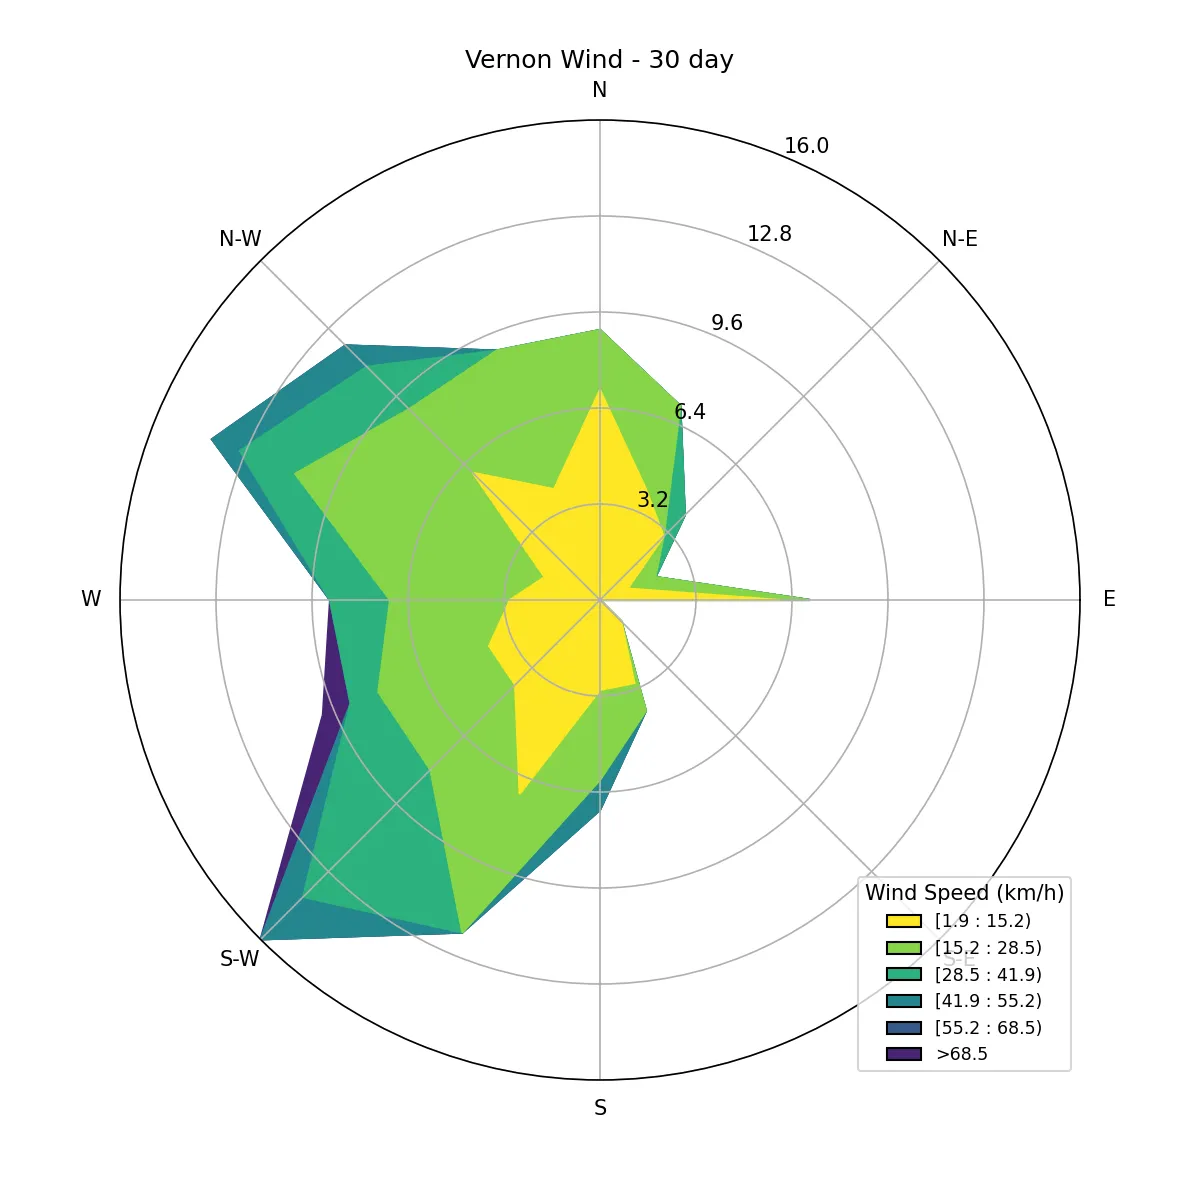 Vernon Wind - 30 day
N
16.0
12.8
N-W
N-E
9.6
6.4
3.2
W
E
Wind Speed (km/h)
[1.9 : 15.2)
[15.2 : 28.5)
S-W
S-E
[28.5 : 41.9)
[41.9 : 55.2)
[55.2 : 68.5)
>68.5
S